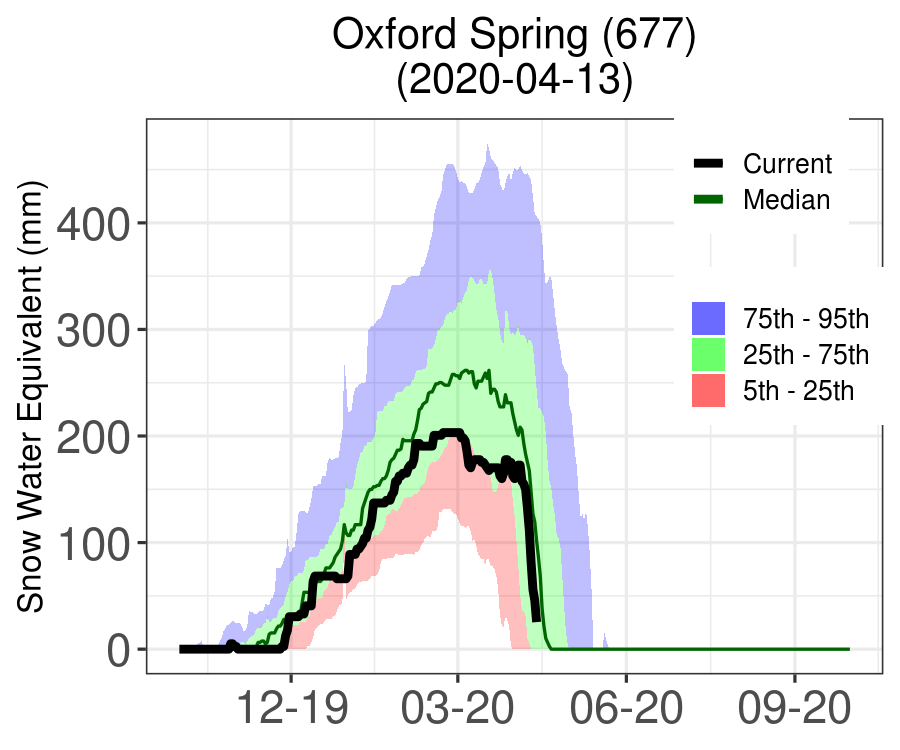 Oxford Spring (677)
(2020-04-13)
Snow Water Equivalent (mm)
400
300
200
100
0
12-19
03-20
06-20
09-20
Current
Median
75th - 95th
25th - 75th
5th - 25th